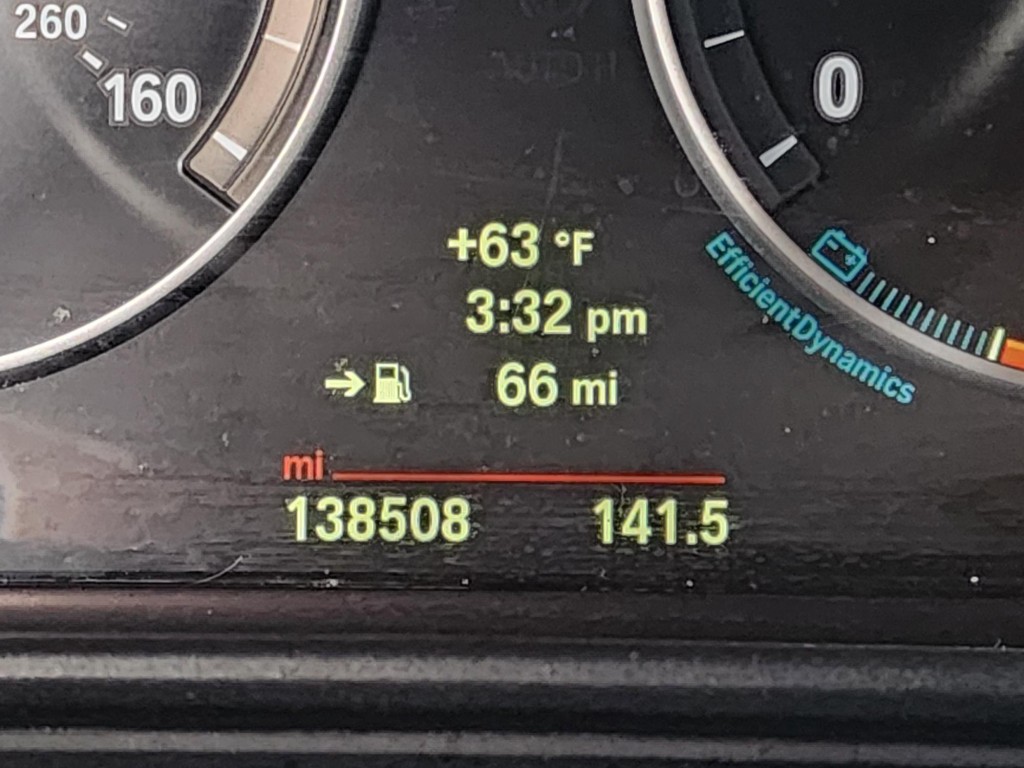 260
160
0
+63 °F
3:32 pm
EfficientDynamics
66 mi
mi
138508 141.5